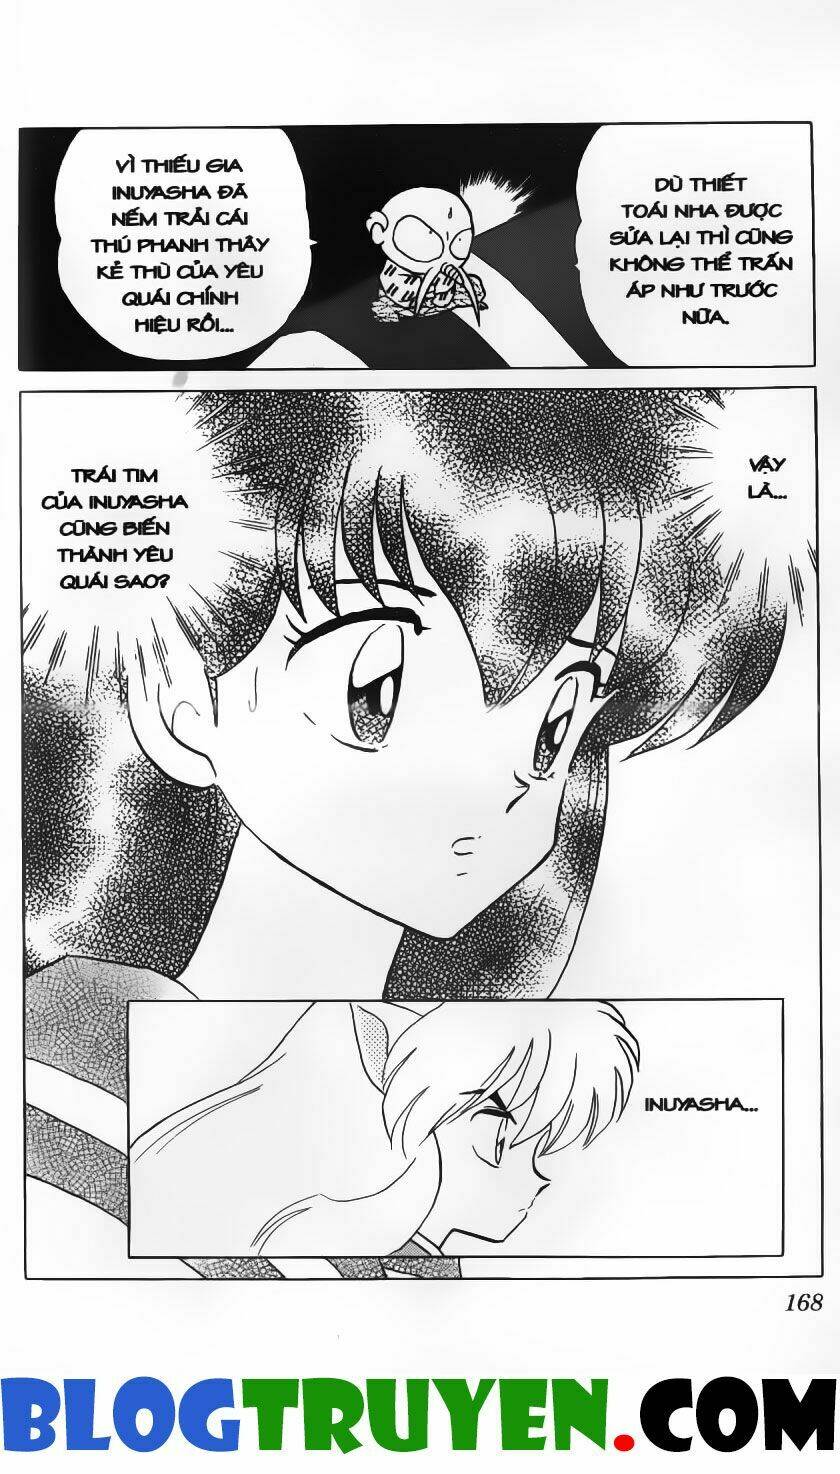 DÙ THIẾT
TOÁI NHA ĐƯỢC
SỬA LẠI THÌ CŨNG
KHÔNG THỂ TRẤN
ÁP NHƯ TRƯỚC
NỮA.
VÌ THIẾU GIA
INUYASHA ĐÃ
NẾM TRẢI CÁI
THÚ PHANH THÂY
KẺ THÙ CỦA YÊU
QUÁI CHÍNH
HIỆU RỒI...
VẬY
LÀ...
TRÁI TIM
CỦA INUYASHA
CŨNG BIẾN
THÀNH YÊU
QUÁI SAO?
INUYASHA...
168
BLOGTRUYEN.COM